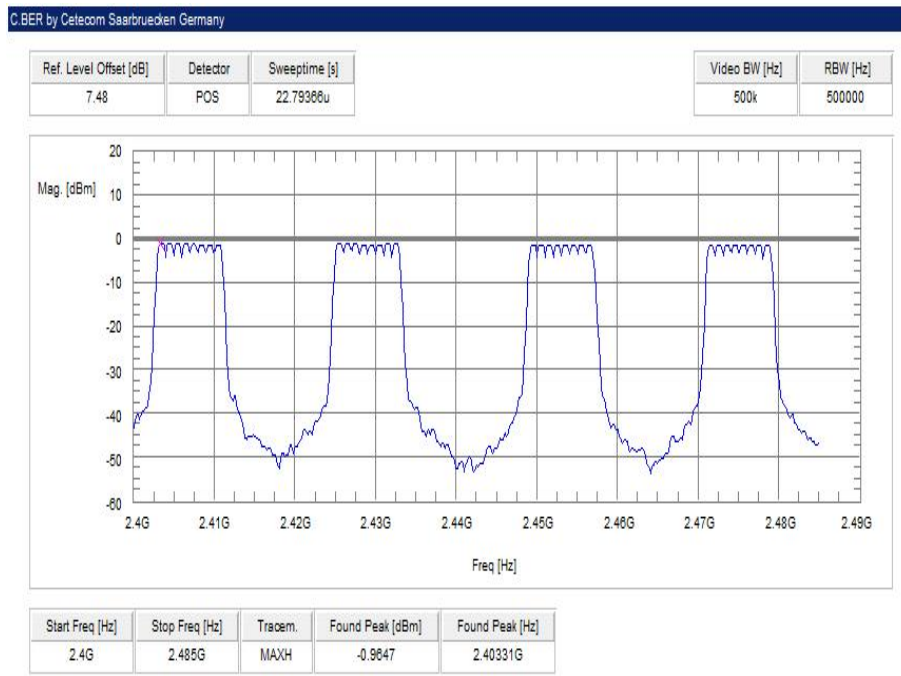 C.BER by Cetecom Saarbruecken Germany
Ref. Level Offset [dB] Detector Sweeptime [s] Video BW [Hz] RBW [Hz]
7.48 POS 22.79366u 500k 500000
Mag. [dBm]
20
10
0
-10
-20
-30
-40
-50
-60
2.4G 2.41G 2.42G 2.43G 2.44G 2.45G 2.46G 2.47G 2.48G 2.49G
Freq [Hz]
Start Freq [Hz] Stop Freq [Hz] Tracem. Found Peak [dBm] Found Peak [Hz]
2.4G 2.485G MAXH -0.9647 2.40331G